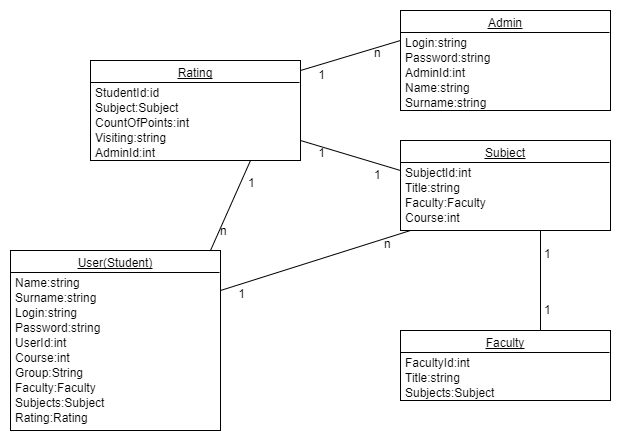 Admin
Login:string
Password:string
AdminId:int
Name:string
Surname:string
n
1
Rating
StudentId:id
Subject:Subject
CountOfPoints:int
Visiting:string
AdminId:int
1
1
Subject
SubjectId:int
Title:string
Faculty:Faculty
Course:int
1
n
n
1
1
1
User(Student)
Name:string
Surname:string
Login:string
Password:string
UserId:int
Course:int
Group:String
Faculty:Faculty
Subjects:Subject
Rating:Rating
Faculty
FacultyId:int
Title:string
Subjects:Subject